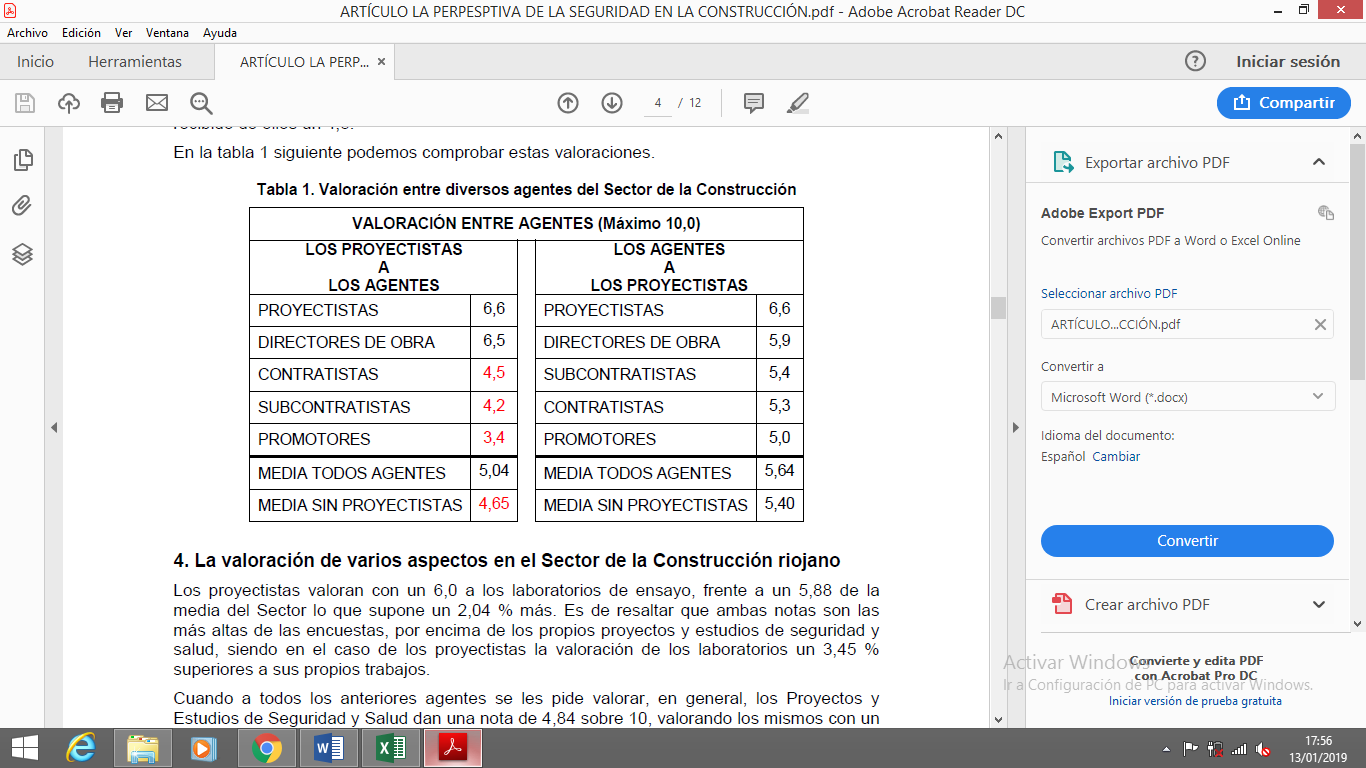 ARTÍCULO LA PERPESPTIVA DE LA SEGURIDAD EN LA CONSTRUCCIÓN.pdf - Adobe Acrobat Reader DC
Archivo Edición Ver Ventana Ayuda
Inicio Herramientas ARTÍCULO LA PERP... × Iniciar sesión
4 / 12 Compartir
En la tabla 1 siguiente podemos comprobar estas valoraciones.
Tabla 1. Valoración entre diversos agentes del Sector de la Construcción
VALORACIÓN ENTRE AGENTES (Máximo 10,0)
LOS PROYECTISTAS
A
LOS AGENTES
LOS AGENTES
A
LOS PROYECTISTAS
PROYECTISTAS 6,6 PROYECTISTAS 6,6
DIRECTORES DE OBRA 6,5 DIRECTORES DE OBRA 5,9
CONTRATISTAS 4,5 SUBCONTRATISTAS 5,4
SUBCONTRATISTAS 4,2 CONTRATISTAS 5,3
PROMOTORES 3,4 PROMOTORES 5,0
MEDIA TODOS AGENTES 5,04 MEDIA TODOS AGENTES 5,64
MEDIA SIN PROYECTISTAS 4,65 MEDIA SIN PROYECTISTAS 5,40
4. La valoración de varios aspectos en el Sector de la Construcción riojano
Los proyectistas valoran con un 6,0 a los laboratorios de ensayo, frente a un 5,88 de la
media del Sector lo que supone un 2,04 % más. Es de resaltar que ambas notas son las
más altas de las encuestas, por encima de los propios proyectos y estudios de seguridad y
salud, siendo en el caso de los proyectistas la valoración de los laboratorios un 3,45 %
superiores a sus propios trabajos.
Cuando a todos los anteriores agentes se les pide valorar, en general, los Proyectos y
Estudios de Seguridad y Salud dan una nota de 4,84 sobre 10, valorando los mismos con un
Exportar archivo PDF
Adobe Export PDF
Convertir archivos PDF a Word o Excel Online
Seleccionar archivo PDF
ARTÍCULO...CCIÓN.pdf
Convertir a
Microsoft Word (*.docx)
Idioma del documento:
Español Cambiar
Convertir
Crear archivo PDF
Activar Windows
Ir a Configuración de PC para activar Windows.
Convierte y edita PDF
con Acrobat Pro DC
Iniciar versión de prueba gratuita
17:56
13/01/2019